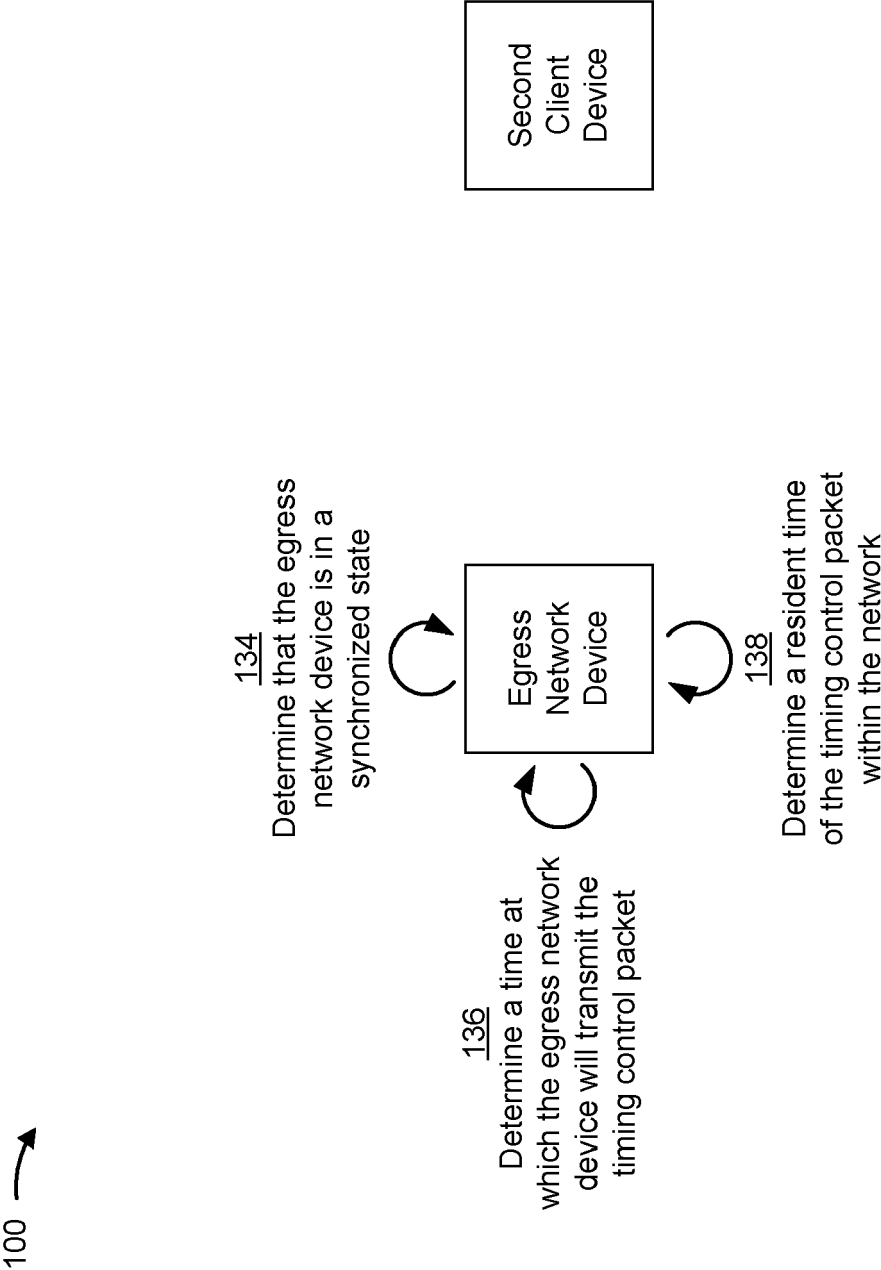 100
134
Determine that the egress
network device is in a
synchronized state
136
Determine a time at
which the egress network
device will transmit the
timing control packet
Egress
Network
Device
Second
Client
Device
138
Determine a resident time
of the timing control packet
within the network